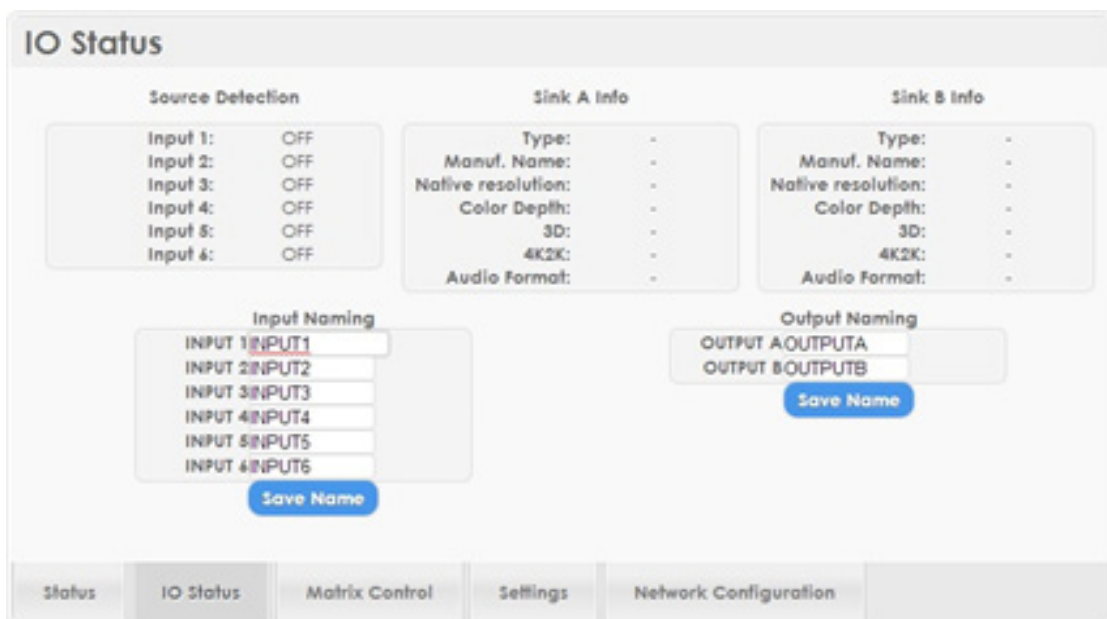 IO Status
Source Detection
Input 1: OFF
Input 2: OFF
Input 3: OFF
Input 4: OFF
Input 5: OFF
Input 6: OFF
Sink A Info
Type: -
Manuf. Name: -
Native resolution: -
Color Depth: -
3D: -
4K2K: -
Audio Format: -
Sink B Info
Type: -
Manuf. Name: -
Native resolution: -
Color Depth: -
3D: -
4K2K: -
Audio Format: -
Input Naming
INPUT 1 INPUT1
INPUT 2 INPUT2
INPUT 3 INPUT3
INPUT 4 INPUT4
INPUT 5 INPUT5
INPUT 6 INPUT6
Save Name
Output Naming
OUTPUT A OUTPUTA
OUTPUT B OUTPUTB
Save Name
Status IO Status Matrix Control Settings Network Configuration